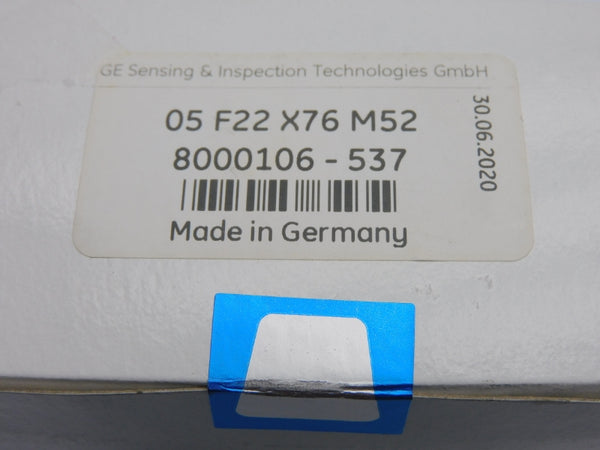 GE Sensing & Inspection Technologies GmbH
05 F22 X76 M52
8000106 - 537
Made in Germany
30.06.2020